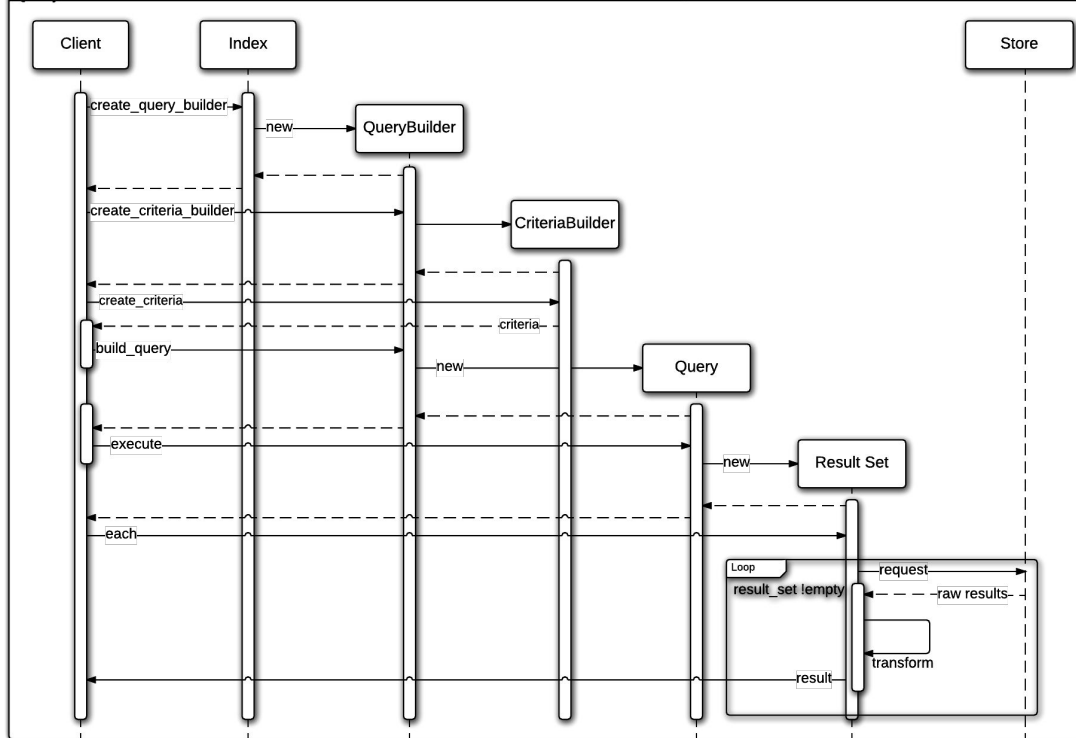 Client
Index
Store
create_query_builder
new
QueryBuilder
create_criteria_builder
CriteriaBuilder
create_criteria
criteria
build_query
new
Query
execute
new
Result Set
each
Loop
request
result_set !empty
raw results
transform
result